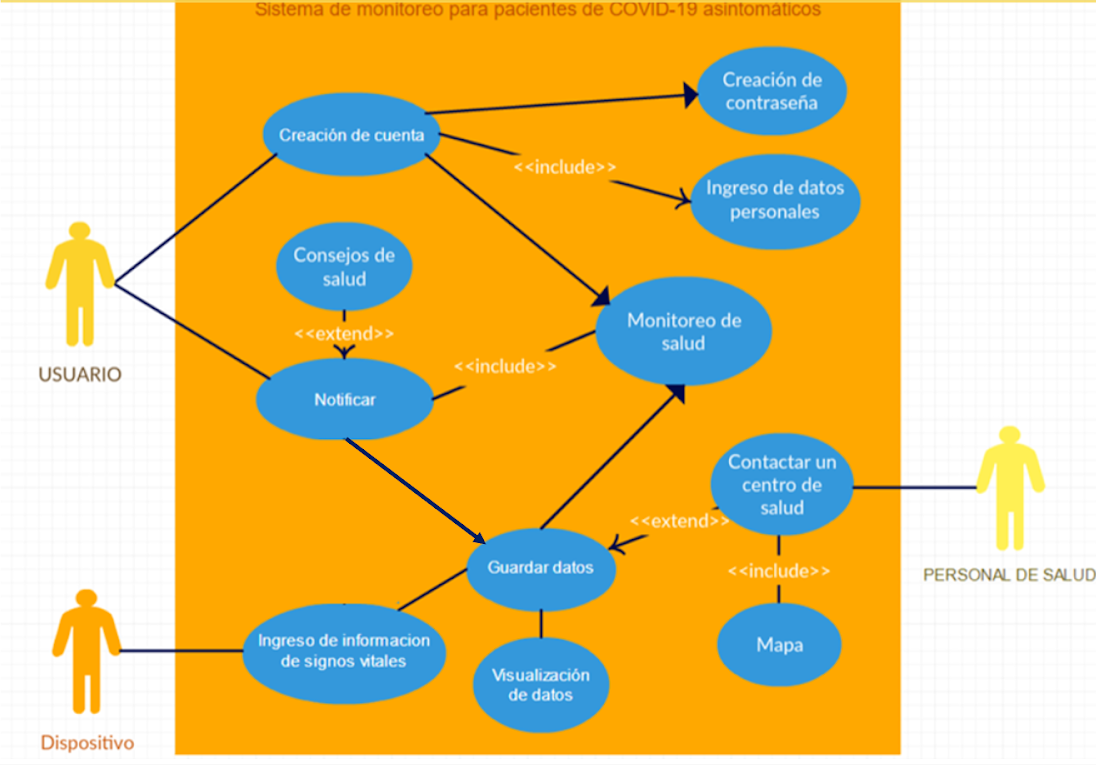 Sistema de monitoreo para pacientes de COVID-19 asintomáticos
Creación de
contraseña
Creación de cuenta
<<include>>
Ingreso de datos
personales
Consejos de
salud
<<extend>>
Monitoreo de
salud
<<include>>
USUARIO
Notificar
Contactar un
centro de
salud
<<extend>>
Guardar datos
<<include>>
PERSONAL DE SALUD
Ingreso de informacion
de signos vitales
Mapa
Visualización
de datos
Dispositivo